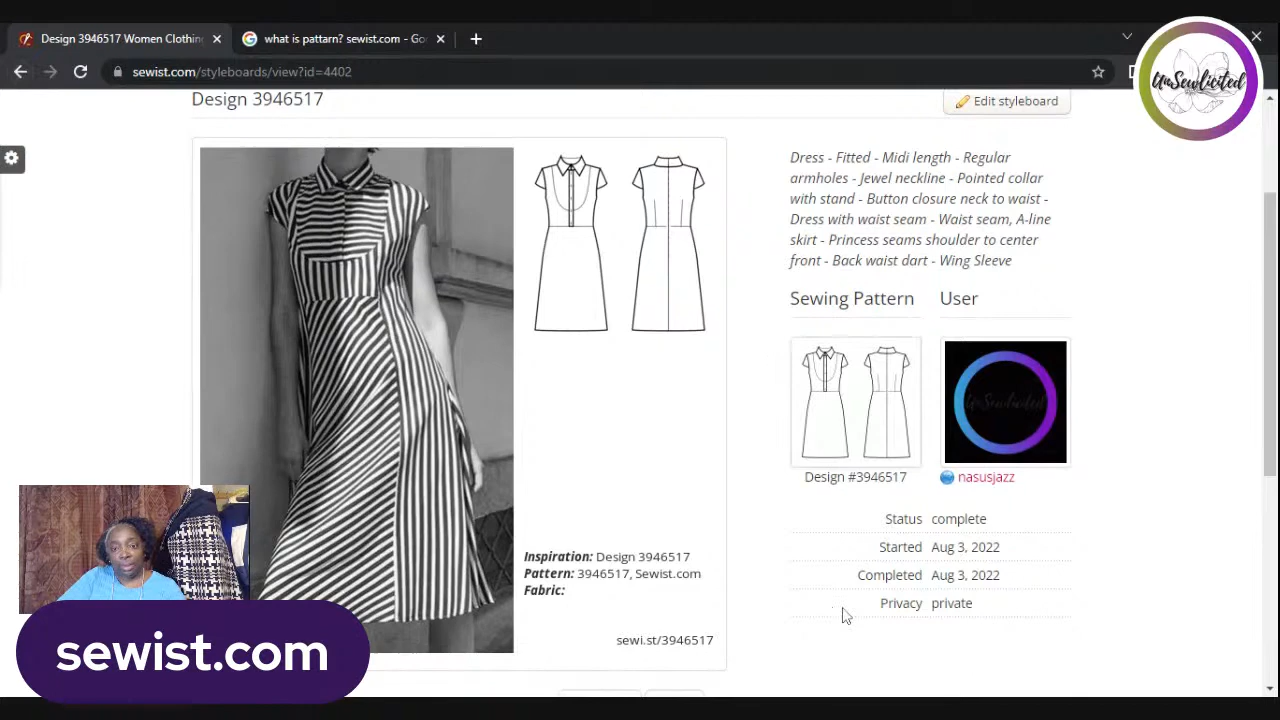 Design 3946517 Women Clothin
what is pattarn? sewist.com - Go
sewist.com/styleboards/view?id=4402
UnSewlicited
Design 3946517
Edit styleboard
Dress - Fitted - Midi length - Regular
armholes - Jewel neckline - Pointed collar
with stand - Button closure neck to waist -
Dress with waist seam - Waist seam, A-line
skirt - Princess seams shoulder to center
front - Back waist dart - Wing Sleeve
Sewing Pattern
User
UnSewlicited
Design #3946517
nasusjazz
Status complete
Started Aug 3, 2022
Completed Aug 3, 2022
Privacy private
Inspiration: Design 3946517
Pattern: 3946517, Sewist.com
Fabric:
sewi.st/3946517
sewist.com